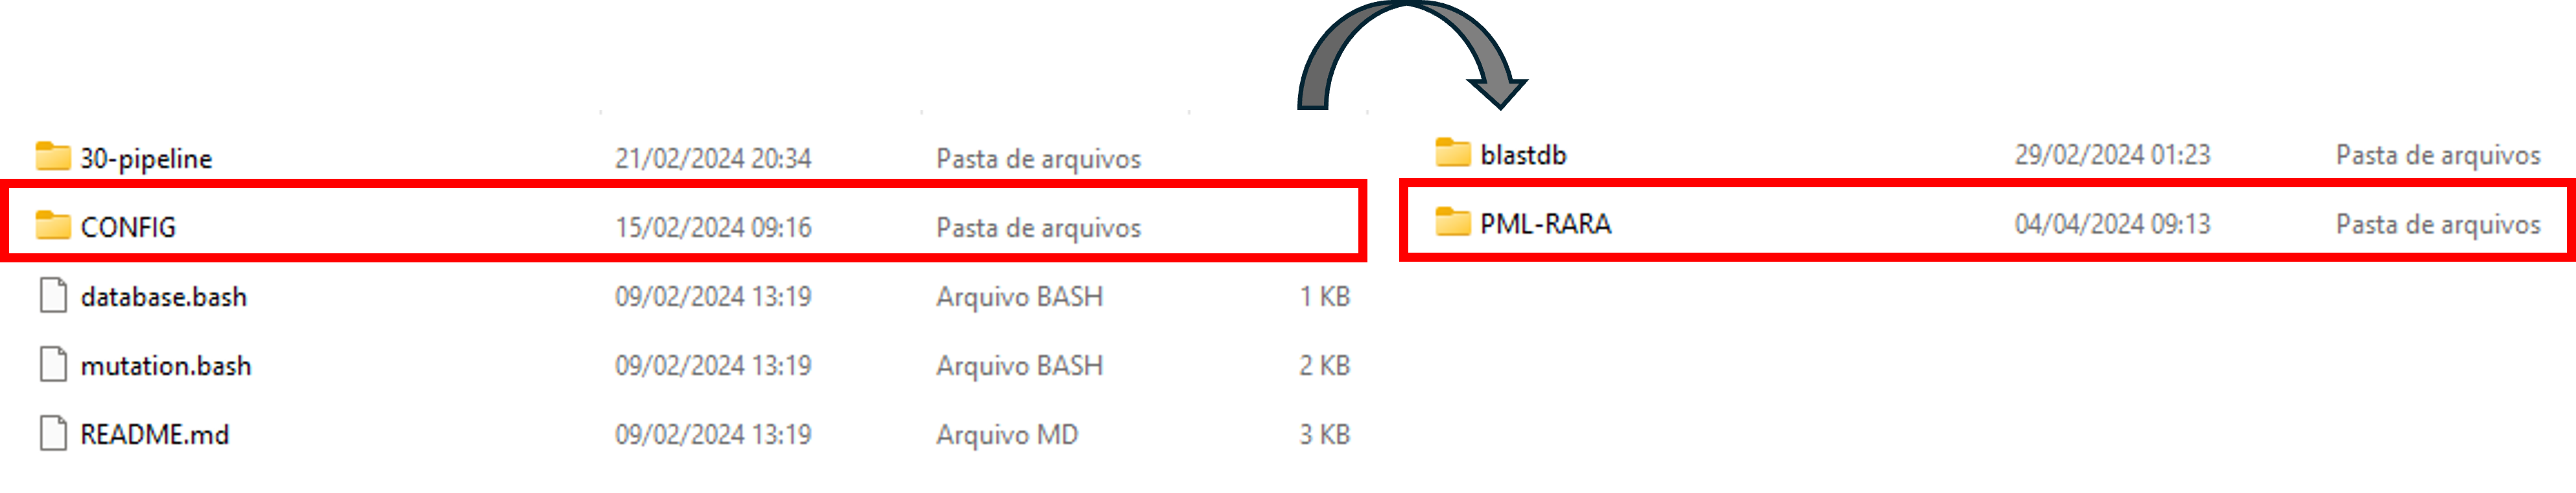 30-pipeline 21/02/2024 20:34 Pasta de arquivos
CONFIG 15/02/2024 09:16 Pasta de arquivos
database.bash 09/02/2024 13:19 Arquivo BASH 1 KB
mutation.bash 09/02/2024 13:19 Arquivo BASH 2 KB
README.md 09/02/2024 13:19 Arquivo MD 3 KB
blastdb 29/02/2024 01:23 Pasta de arquivos
PML-RARA 04/04/2024 09:13 Pasta de arquivos